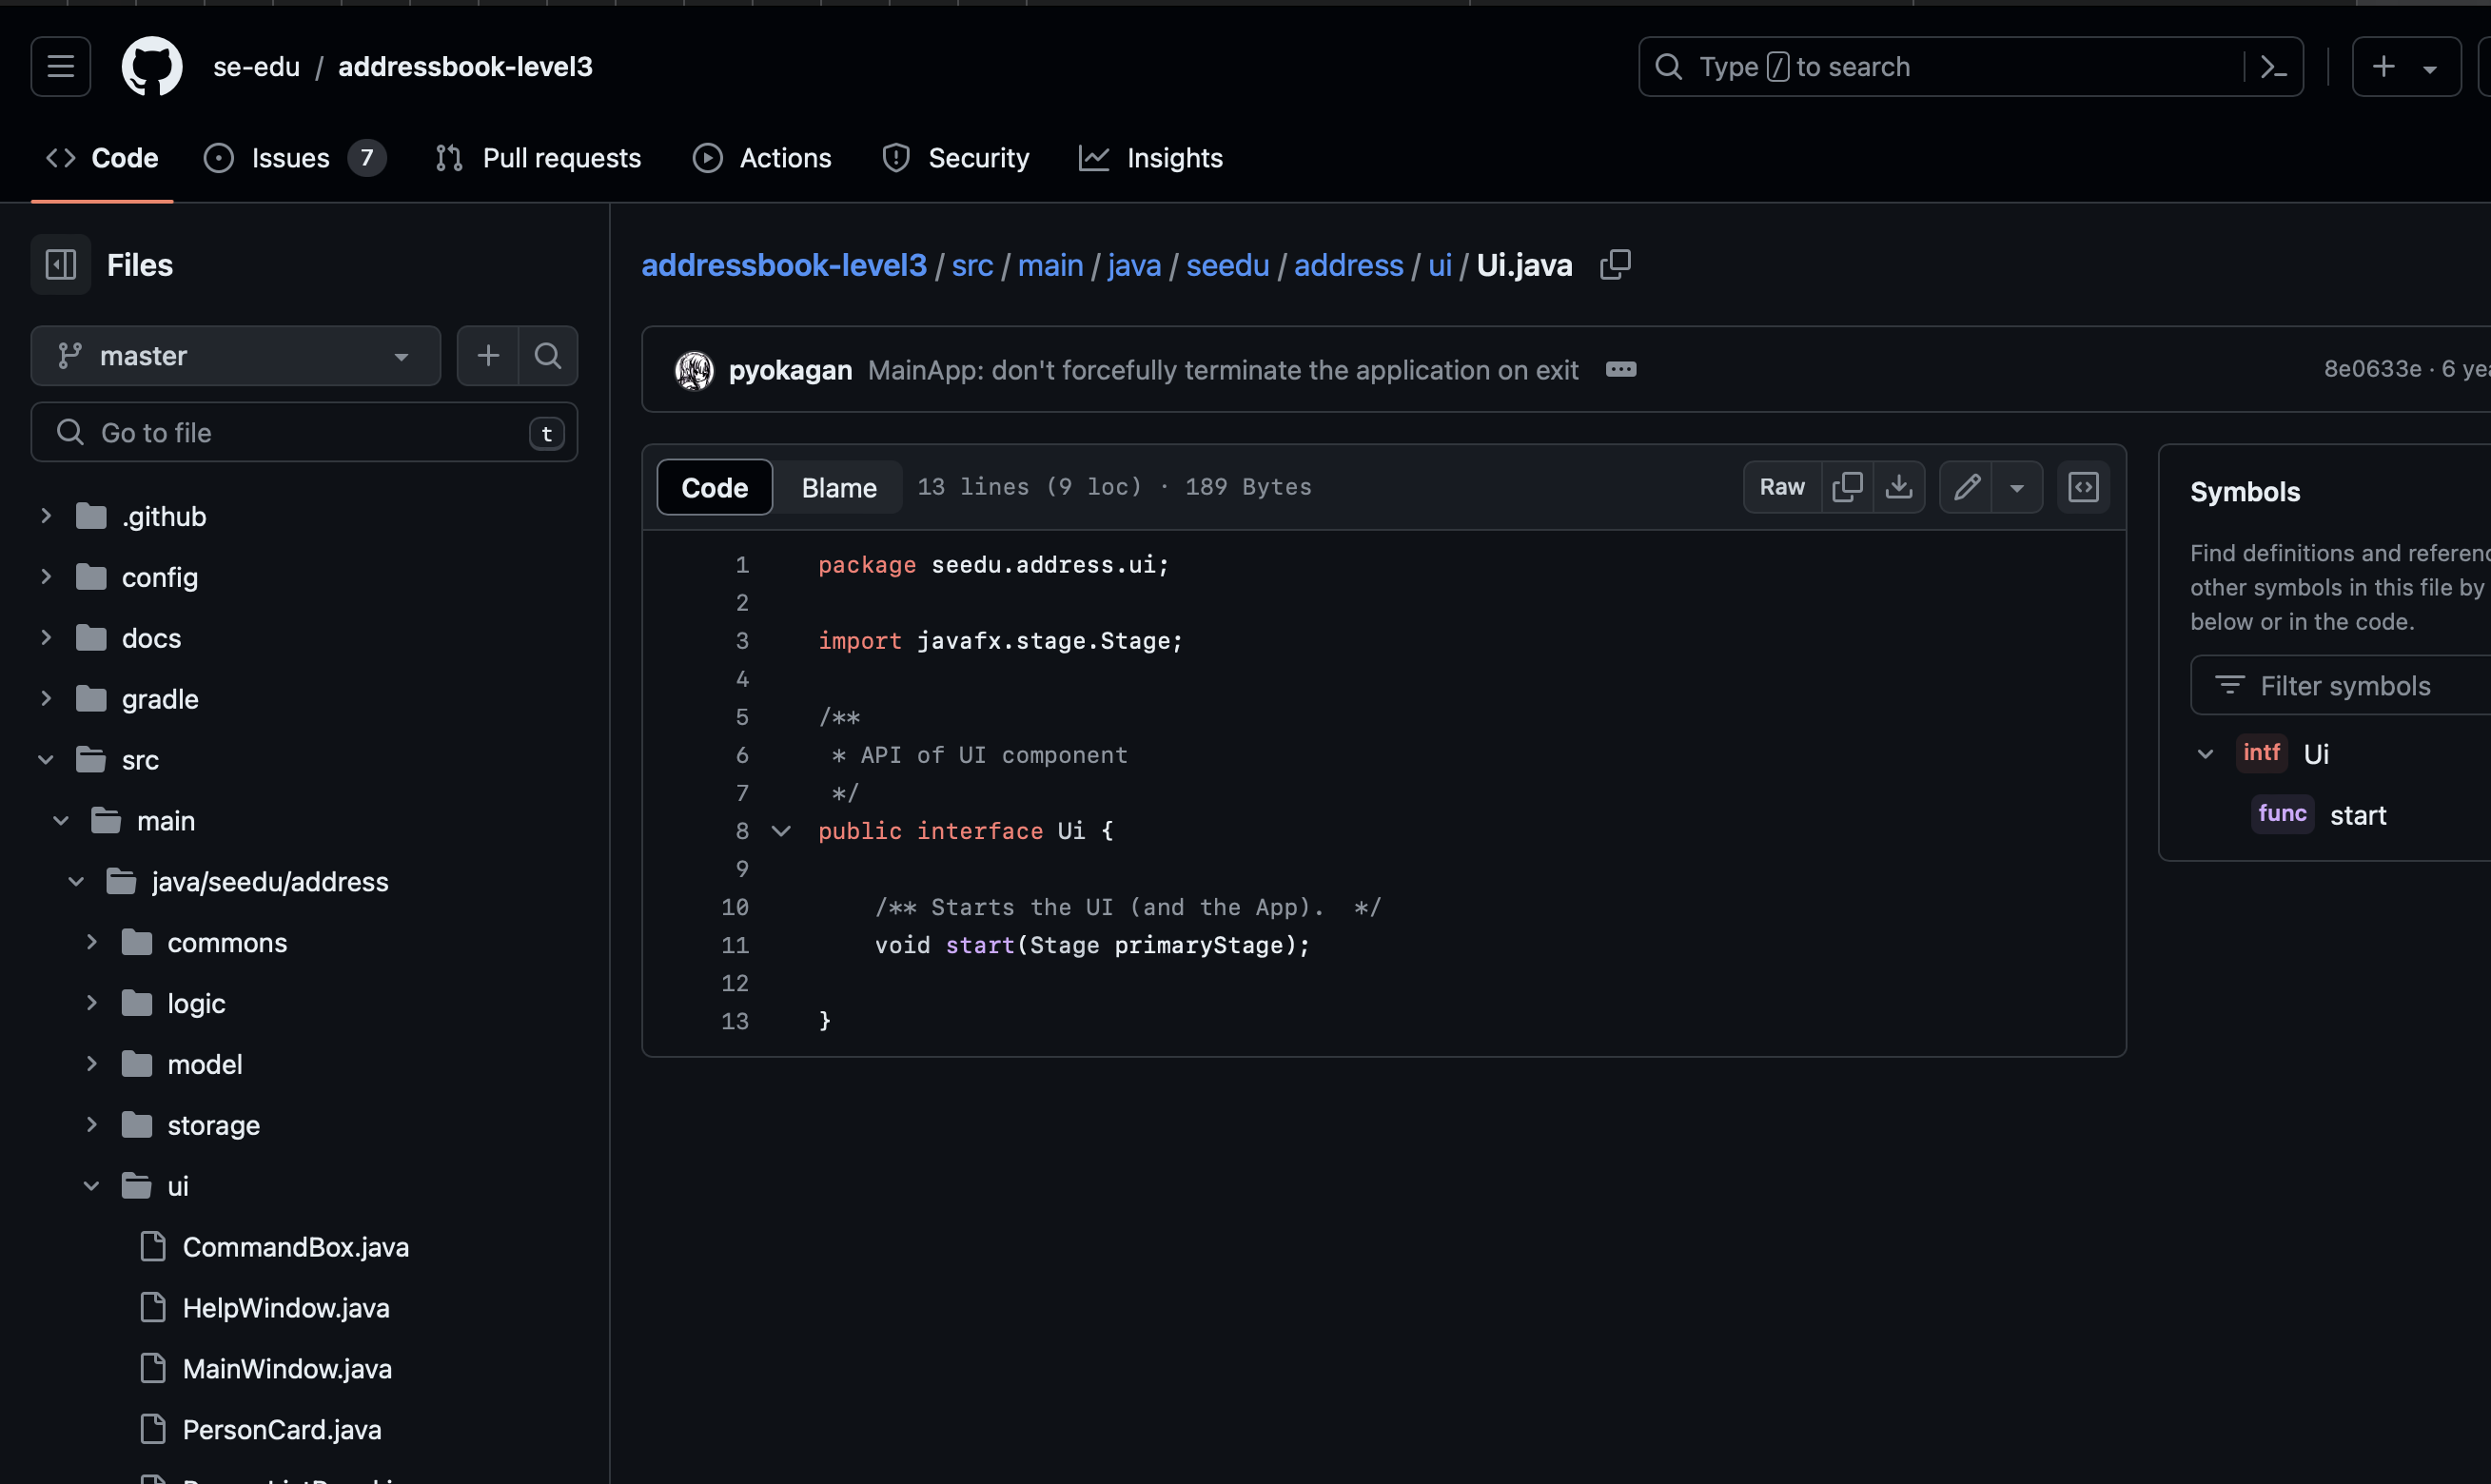 se-edu / addressbook-level3
Type / to search
Code
Issues 7
Pull requests
Actions
Security
Insights
Files
master
Go to file
t
.github
config
docs
gradle
src
main
java/seedu/address
commons
logic
model
storage
ui
CommandBox.java
HelpWindow.java
MainWindow.java
PersonCard.java
addressbook-level3 / src / main / java / seedu / address / ui / Ui.java
pyokagan MainApp: don't forcefully terminate the application on exit
8e0633e · 6
Code Blame 13 lines (9 loc) · 189 Bytes
Raw
1 package seedu.address.ui;
2
3 import javafx.stage.Stage;
4
5 /**
6 * API of UI component
7 */
8 public interface Ui {
9
10 /** Starts the UI (and the App).  */
11 void start(Stage primaryStage);
12
13 }
Symbols
Find definitions and
other symbols in this file by
below or in the code.
Filter symbols
intf Ui
func start